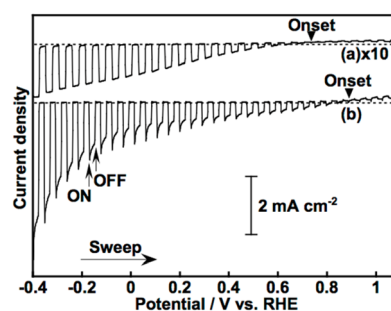 Onset
(a)x10
Onset
(b)
OFF
ON
2 mA cm-2
Sweep
Current density
-0.4 -0.2 0 0.2 0.4 0.6 0.8 1
Potential / V vs. RHE